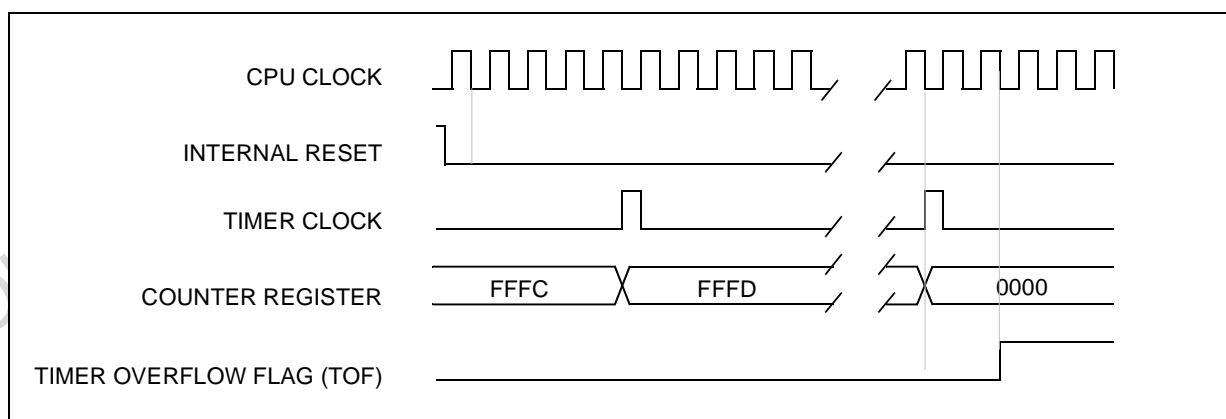 CPU CLOCK
INTERNAL RESET
TIMER CLOCK
COUNTER REGISTER FFFC FFFD 0000
TIMER OVERFLOW FLAG (TOF)